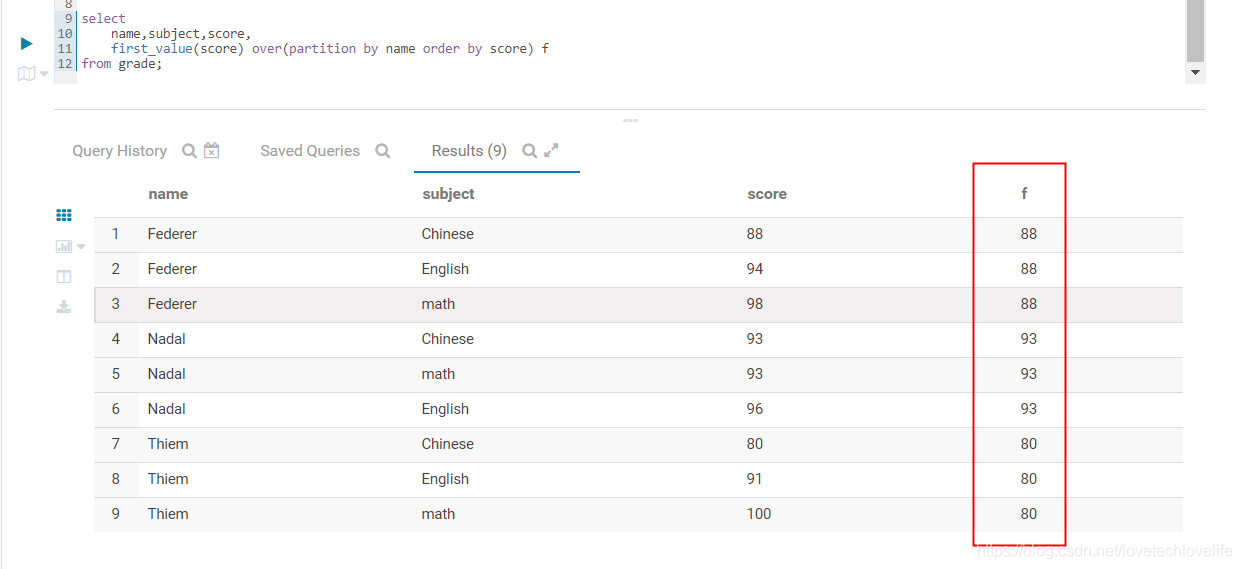 8
9 select
10 name,subject,score,
11 first_value(score) over(partition by name order by score) f
12 from grade;
Query History Saved Queries Results (9)
name subject score f
1 Federer Chinese 88 88
2 Federer English 94 88
3 Federer math 98 88
4 Nadal Chinese 93 93
5 Nadal math 93 93
6 Nadal English 96 93
7 Thiem Chinese 80 80
8 Thiem English 91 80
9 Thiem math 100 80
https://blog.csdn.net/lovetechlovelife